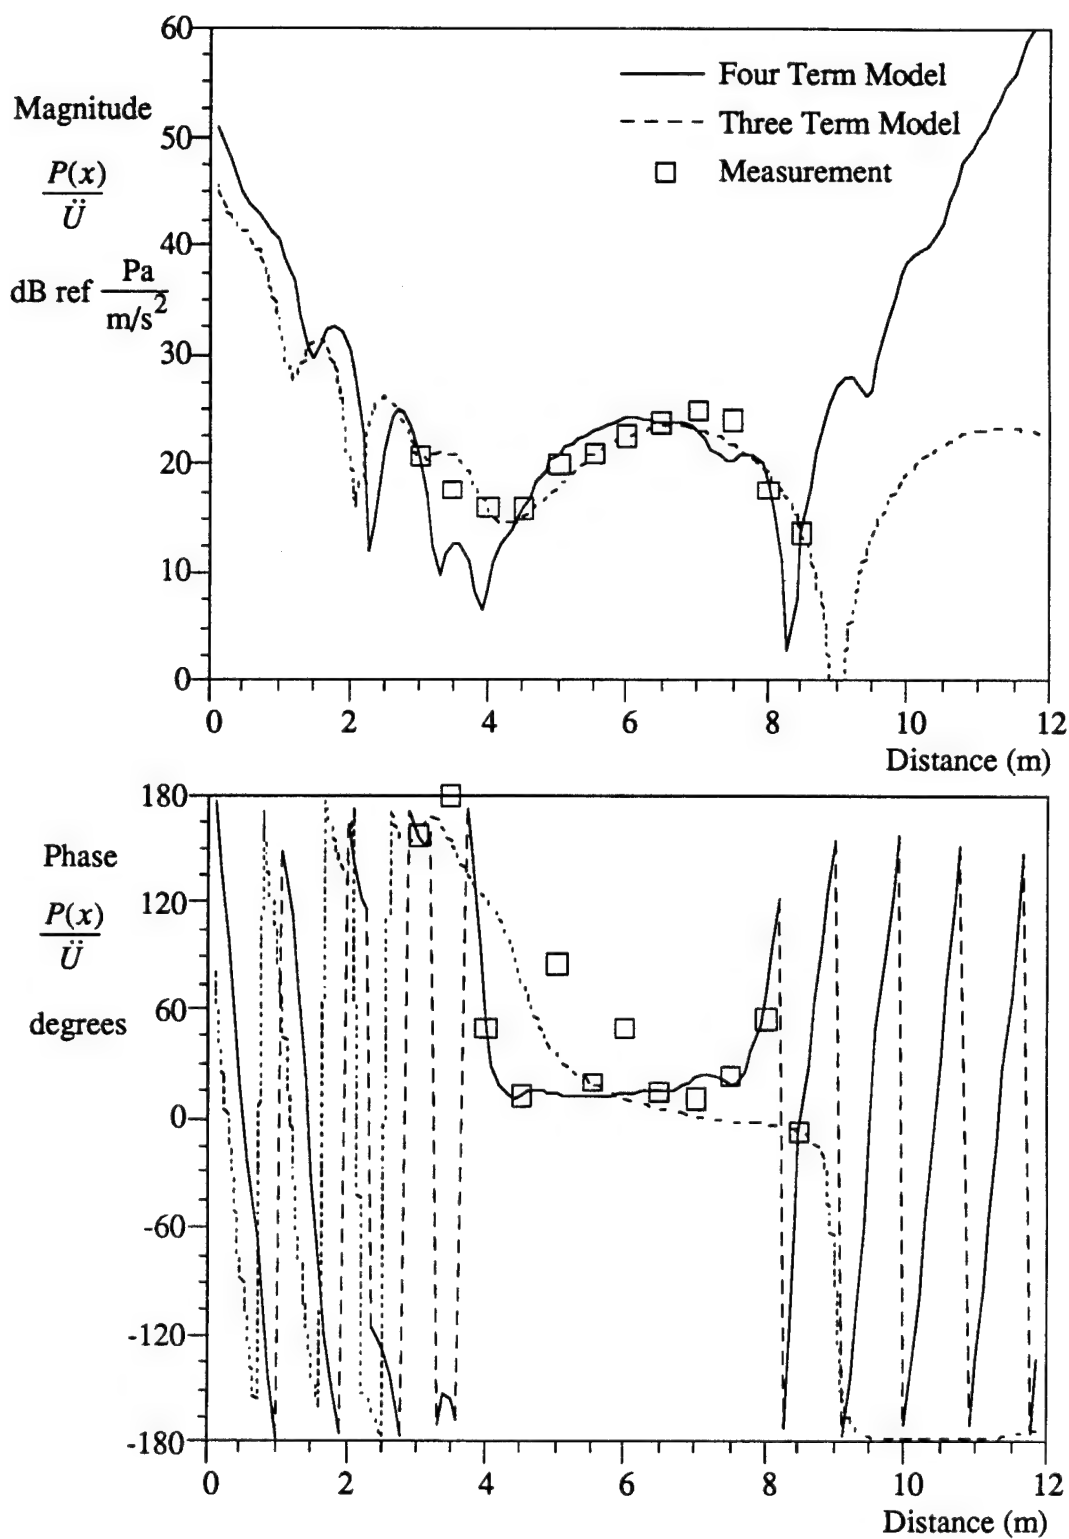 60
50
40
30
20
10
0
Magnitude
P(x)
Ü
dB ref Pa
m/s²
Four Term Model
Three Term Model
Measurement
0 2 4 6 8 10 12
Distance (m)
180
120
60
0
-60
-120
-180
Phase
P(x)
Ü
degrees
0 2 4 6 8 10 12
Distance (m)